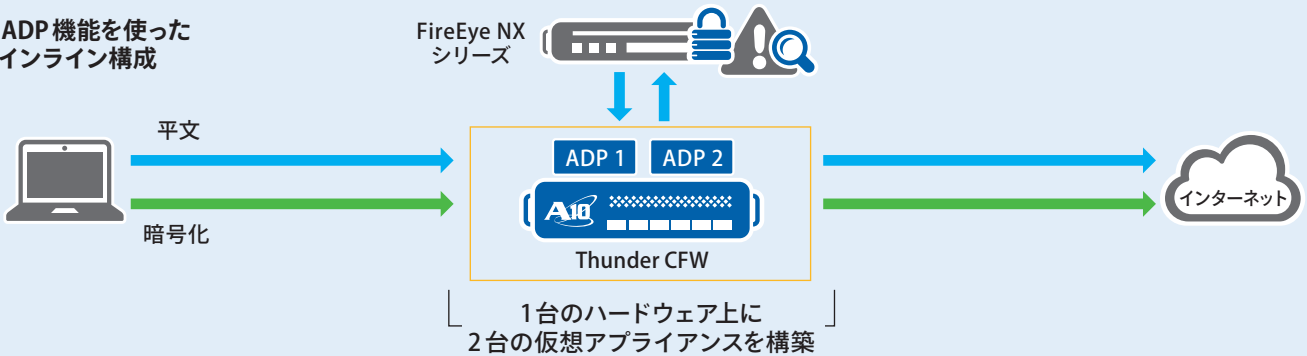 ADP機能を使った
インライン構成
FireEye NX
シリーズ
平文
暗号化
ADP 1
ADP 2
A10
Thunder CFW
インターネット
1台のハードウェア上に
2台の仮想アプライアンスを構築